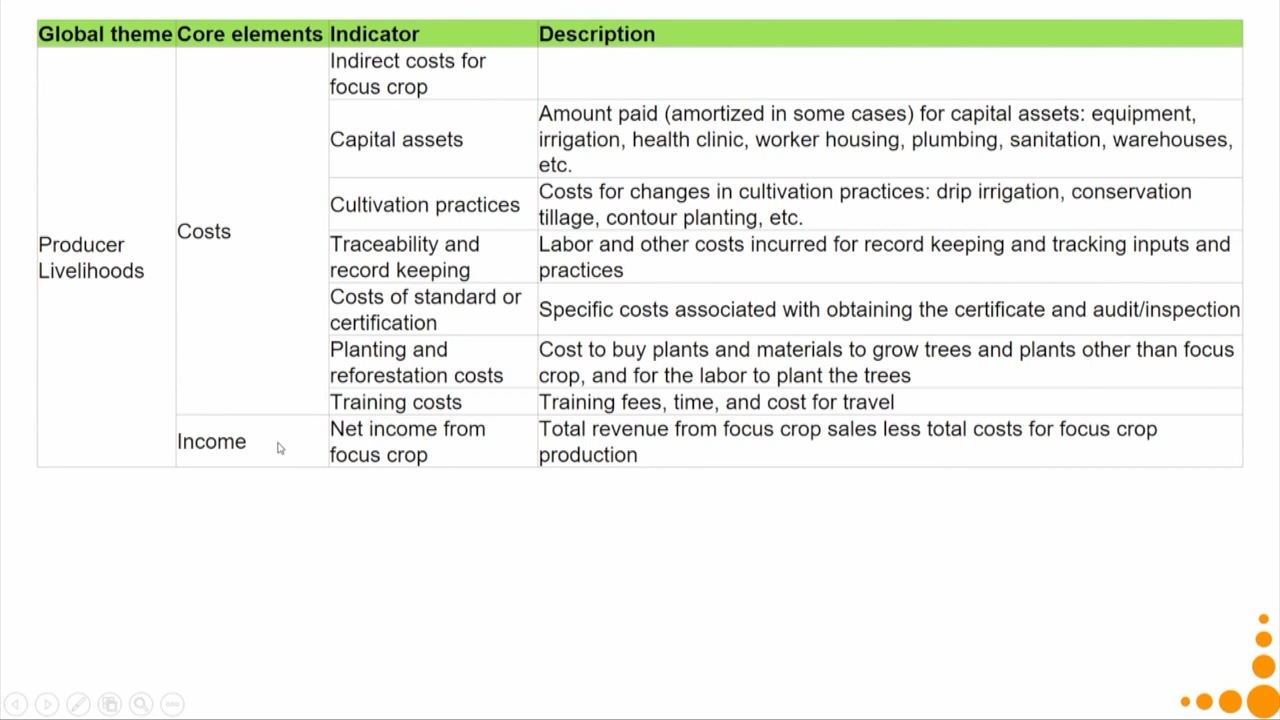 Global theme Core elements Indicator Description
Indirect costs for
focus crop
Capital assets
Amount paid (amortized in some cases) for capital assets: equipment,
irrigation, health clinic, worker housing, plumbing, sanitation, warehouses,
etc.
Cultivation practices
Costs for changes in cultivation practices: drip irrigation, conservation
tillage, contour planting, etc.
Producer
Livelihoods
Costs
Traceability and
record keeping
Labor and other costs incurred for record keeping and tracking inputs and
practices
Costs of standard or
certification
Specific costs associated with obtaining the certificate and audit/inspection
Planting and
reforestation costs
Cost to buy plants and materials to grow trees and plants other than focus
crop, and for the labor to plant the trees
Training costs
Training fees, time, and cost for travel
Income
Net income from
focus crop
Total revenue from focus crop sales less total costs for focus crop
production